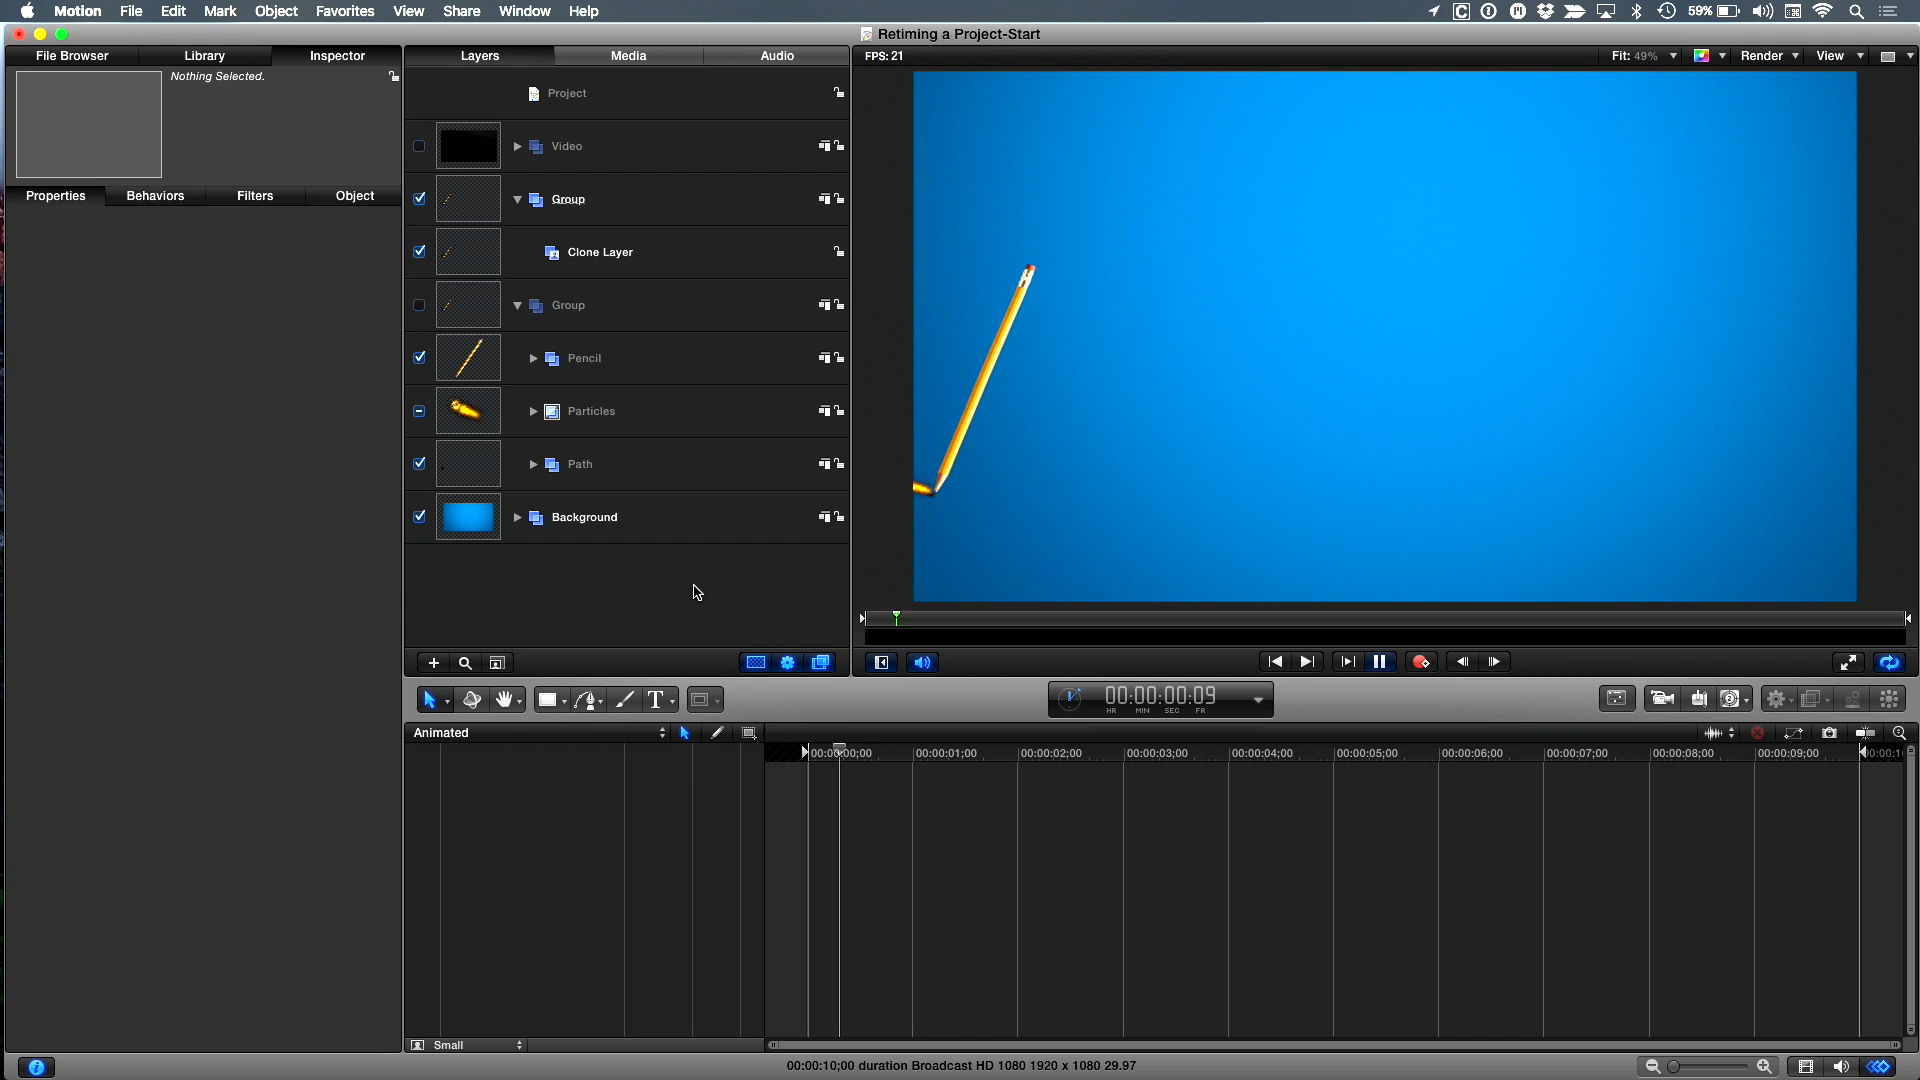 Motion File Edit Mark Object Favorites View Share Window Help 59%
Retiming a Project-Start
File Browser Library Inspector Layers Media Audio FPS: 21 Fit: 49% Render View
Nothing Selected.
Project
Video
Properties Behaviors Filters Object
Group
Clone Layer
Group
Pencil
Particles
Path
Background
T 00:00:00:09
HR MIN SEC FR
Animated
00:00:00;00 00:00:01;00 00:00:02;00 00:00:03;00 00:00:04;00 00:00:05;00 00:00:06;00 00:00:07;00 00:00:08;00 00:00:09;00
Small
00:00:10;00 duration Broadcast HD 1080 1920 x 1080 29.97